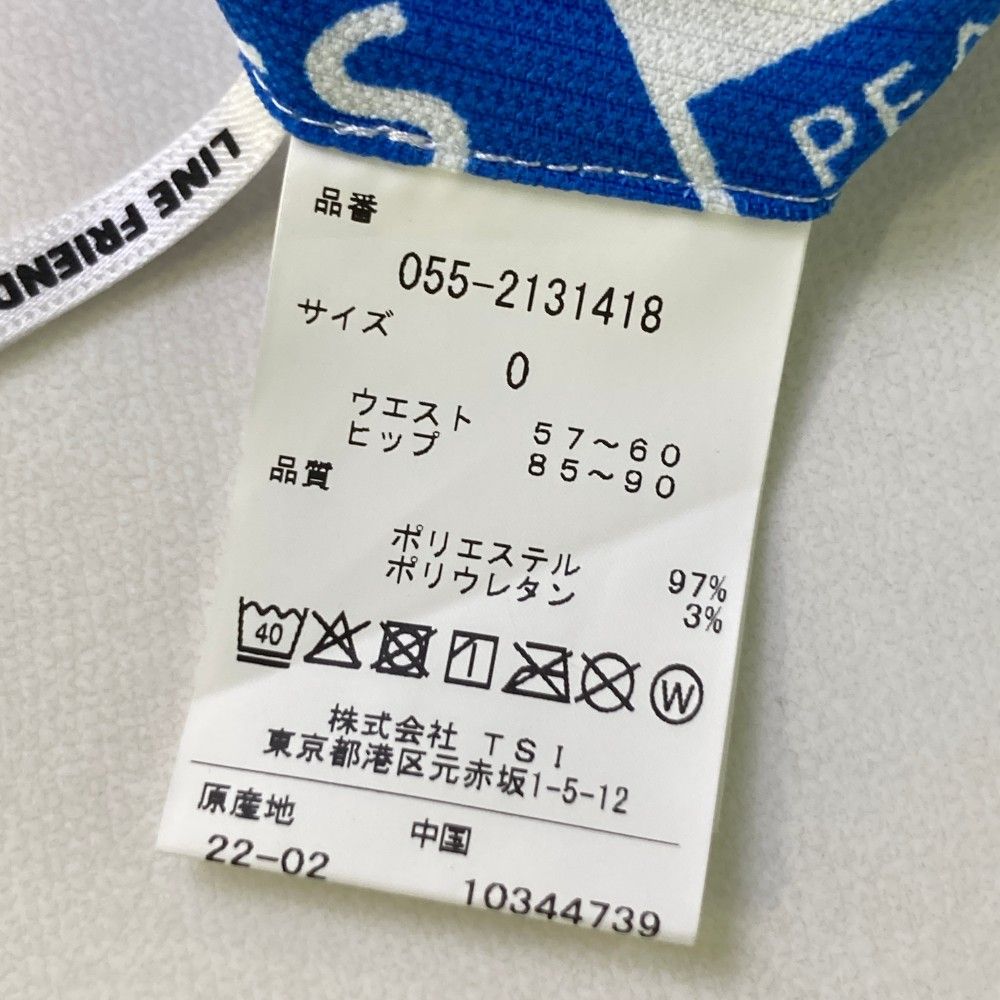 S
PEA
LINE FRIEND
品番
055-2131418
サイズ
0
ウエスト 57～60
ヒップ 85～90
品質
ポリエステル 97%
ポリウレタン 3%
40
W
株式会社 TSI
東京都港区元赤坂1-5-12
原産地 中国
22-02 10344739